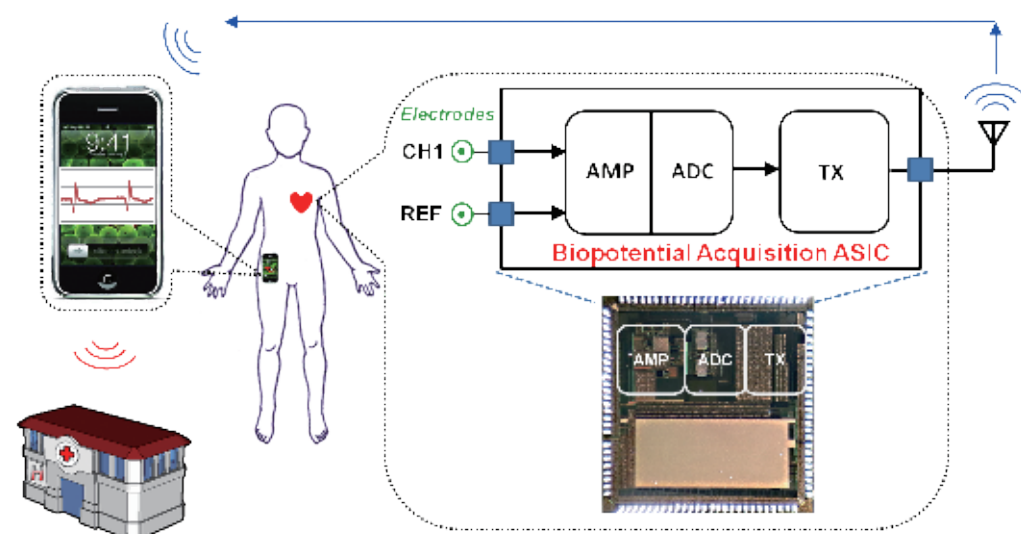 9:41
Electrodes
CH1
AMP
ADC
TX
REF
Biopotential Acquisition ASIC
AMP
ADC
TX
H